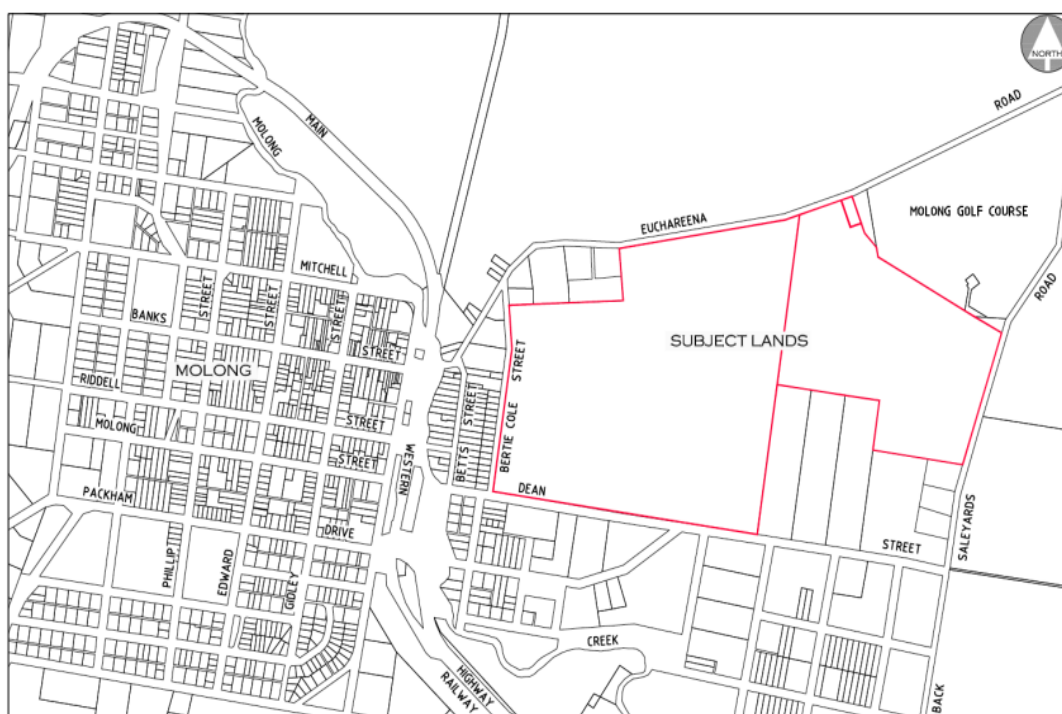 NORTH
ROAD
MAIN
MOLONG
MOLONG GOLF COURSE
EUCHAREENA
MITCHELL
ROAD
STREET
STREET
STREET
BANKS
SUBJECT LANDS
STREET
STREET
MOLONG
RIDDELL
STREET
BETTS
BERTIE COLE
STREET
MOLONG
STREET
WESTERN
DEAN
PACKHAM
DRIVE
STREET
SALEYARDS
PHILLIP
EDWARD
GIDLEY
CREEK
HIGHWAY
RAILWAY
BACK